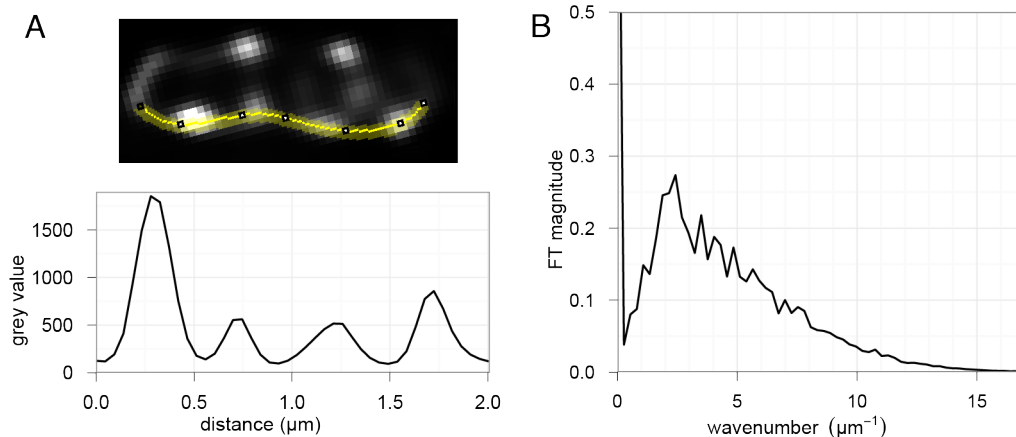 A
1500
1000
500
0
grey value
0.0 0.5 1.0 1.5 2.0
distance (µm)
B
0.5
0.4
0.3
0.2
0.1
0.0
FT magnitude
0 5 10 15
wavenumber (µm⁻¹)